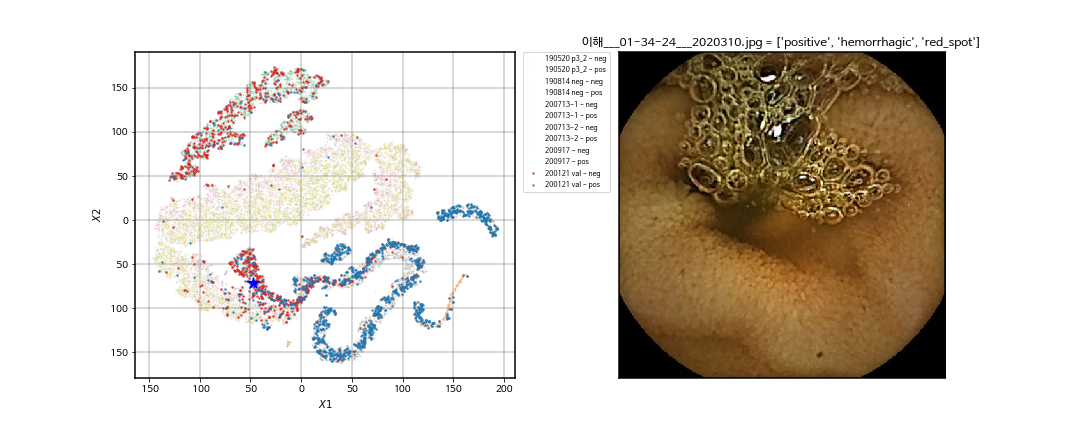 이해___01-34-24___2020310.jpg = ['positive', 'hemorrhagic', 'red_spot']
190520 p3_2 - neg
190520 p3_2 - pos
190814 neg - neg
190814 neg - pos
200713-1 - neg
200713-1 - pos
200713-2 - neg
200713-2 - pos
200917 - neg
200917 - pos
200121 val - neg
200121 val - pos
X2
150
100
50
0
50
100
150
150 100 50 0 50 100 150 200
X1